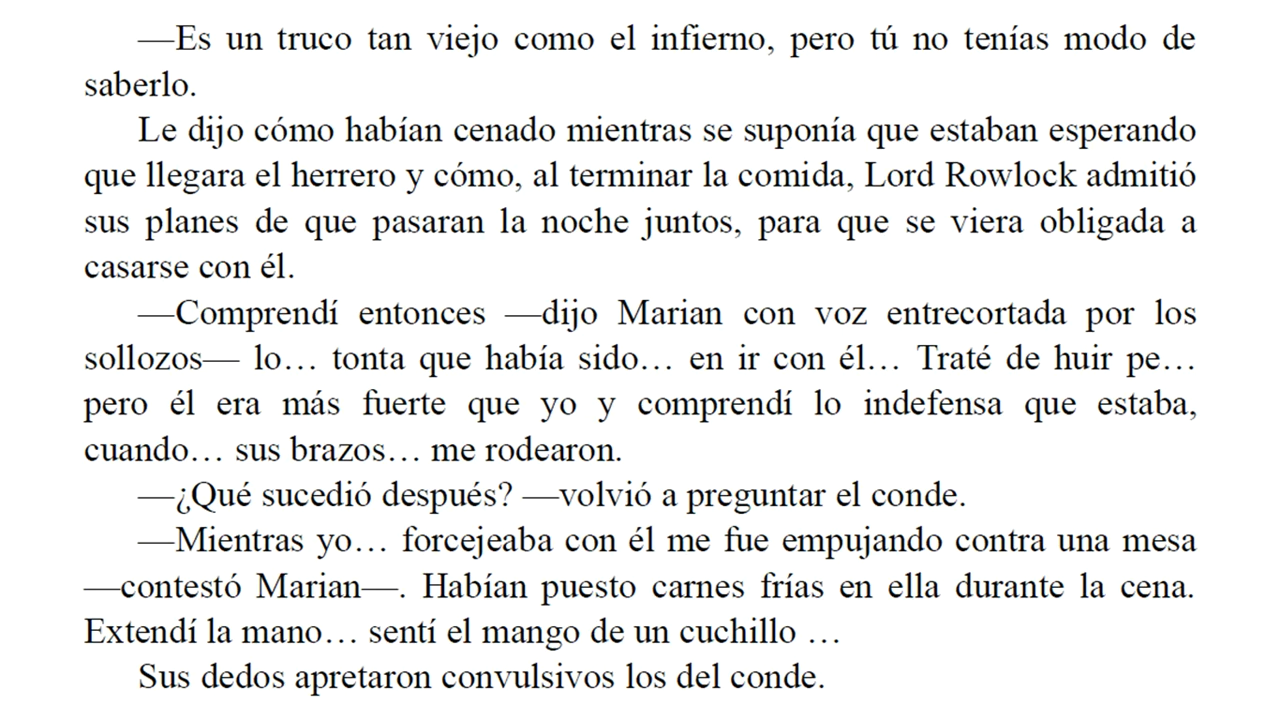 —Es un truco tan viejo como el infierno, pero tú no tenías modo de
saberlo.
Le dijo cómo habían cenado mientras se suponía que estaban esperando
que llegara el herrero y cómo, al terminar la comida, Lord Rowlock admitió
sus planes de que pasaran la noche juntos, para que se viera obligada a
casarse con él.
—Comprendí entonces —dijo Marian con voz entrecortada por los
sollozos— lo… tonta que había sido… en ir con él… Traté de huir pe…
pero él era más fuerte que yo y comprendí lo indefensa que estaba,
cuando… sus brazos… me rodearon.
—¿Qué sucedió después? —volvió a preguntar el conde.
—Mientras yo… forcejeaba con él me fue empujando contra una mesa
—contestó Marian—. Habían puesto carnes frías en ella durante la cena.
Extendí la mano… sentí el mango de un cuchillo …
Sus dedos apretaron convulsivos los del conde.